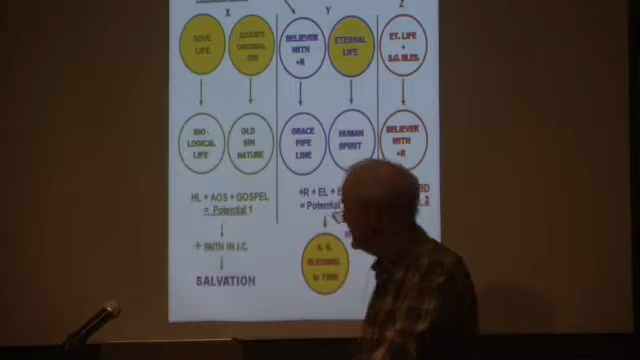 X
Y
Z
SOUL
LIFE
ADAM'S
ORIGINAL
SIN
BELIEVER
WITH
+R
ETERNAL
LIFE
ET. LIFE
+
S.G. BLES.
BIO-
LOGICAL
LIFE
OLD
SIN
NATURE
GRACE
PIPE
LINE
HUMAN
SPIRIT
BELIEVER
WITH
+R
HL + AOS + GOSPEL
= Potential 1
+ FAITH IN J.C.
SALVATION
+R + EL +
= Potential
BD
3
BLESSING
In TIME